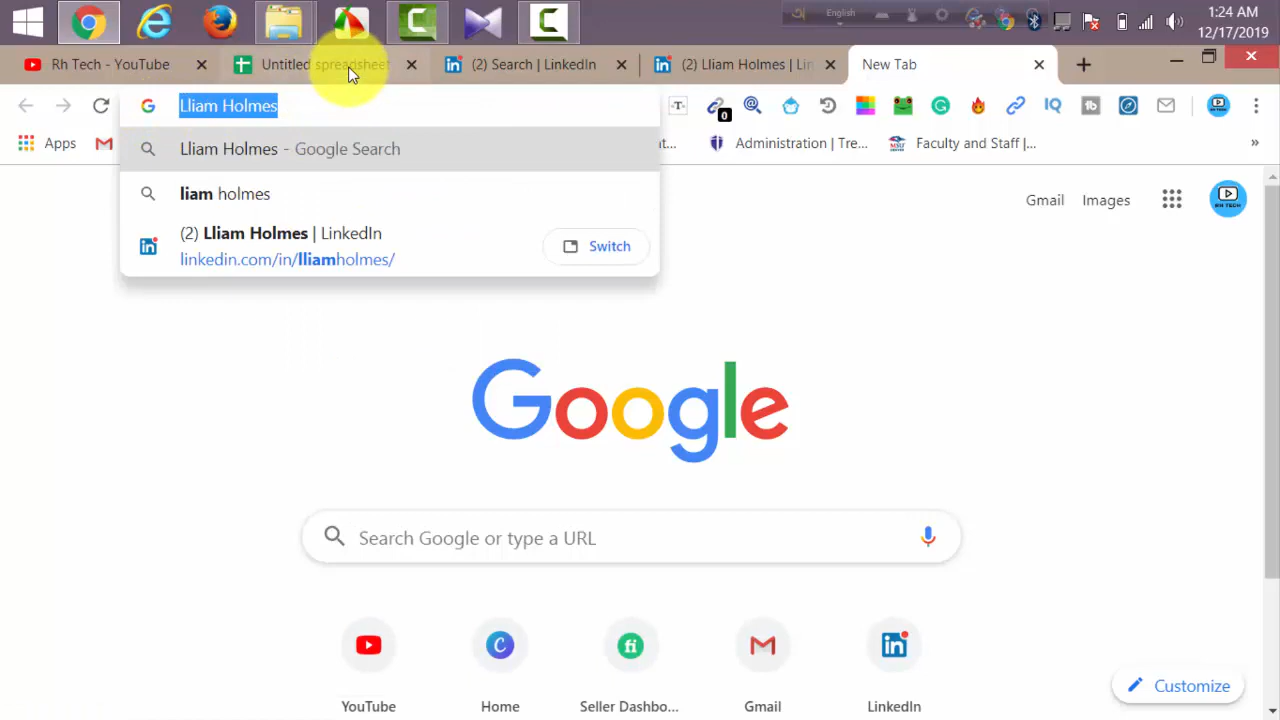 English
1:24 AM
12/17/2019
Rh Tech - YouTube
Untitled spreadsheet
(2) Search | LinkedIn
(2) Lliam Holmes | Lin
New Tab
Lliam Holmes
-T-
0
IQ
tb
Apps
t...
Administration | Tre...
Faculty and Staff |...
»
Lliam Holmes - Google Search
liam holmes
(2) Lliam Holmes | LinkedIn
linkedin.com/in/lliamholmes/
Switch
Gmail
Images
Google
Search Google or type a URL
YouTube
Home
Seller Dashbo...
Gmail
LinkedIn
Customize